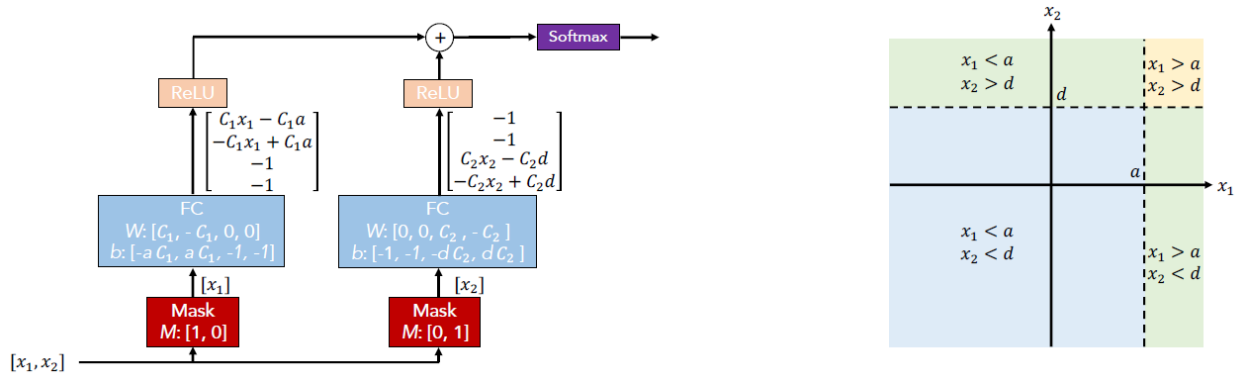 +
Softmax
ReLU
ReLU
C₁x₁ − C₁a
−C₁x₁ + C₁a
−1
−1
−1
−1
C₂x₂ − C₂d
−C₂x₂ + C₂d
FC
W: [C₁, - C₁, 0, 0]
b: [-a C₁, a C₁, -1, -1]
FC
W: [0, 0, C₂ , - C₂ ]
b: [-1, -1, -d C₂, d C₂ ]
[x₁]
[x₂]
Mask
M: [1, 0]
Mask
M: [0, 1]
[x₁, x₂]
x₂
x₁ < a
x₂ > d
x₁ > a
x₂ > d
d
a
x₁
x₁ < a
x₂ < d
x₁ > a
x₂ < d